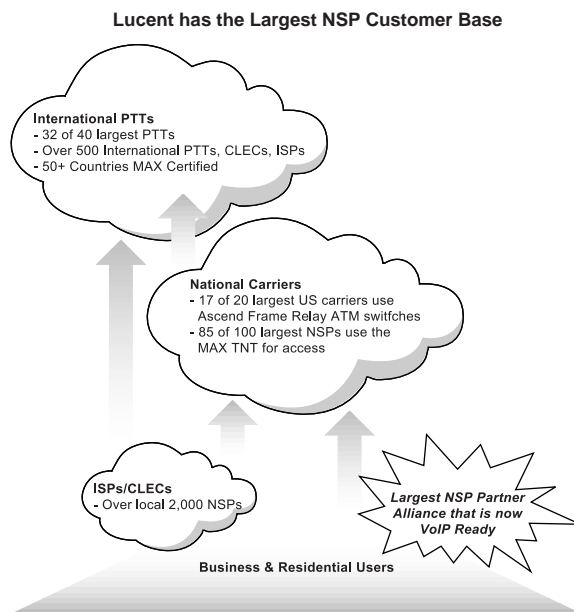 Lucent has the Largest NSP Customer Base
International PTTs
- 32 of 40 largest PTTs
- Over 500 International PTTs, CLECs, ISPs
- 50+ Countries MAX Certified
National Carriers
- 17 of 20 largest US carriers use
Ascend Frame Relay ATM switfches
- 85 of 100 largest NSPs use the
MAX TNT for access
ISPs/CLECs
- Over local 2,000 NSPs
Largest NSP Partner
Alliance that is now
VoIP Ready
Business & Residential Users